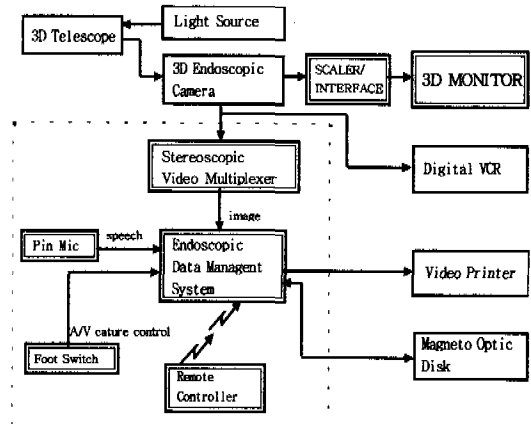 Light Source
3D Telescope
3D Endoscopic
Camera
SCALER/
INTERFACE
3D MONITOR
Stereoscopic
Video Multiplexer
Digital VCR
image
Pin Mic
speech
Endoscopic
Data Managent
System
Video Printer
A/V cature control
Foot Switch
Remote
Controller
Magneto Optic
Disk